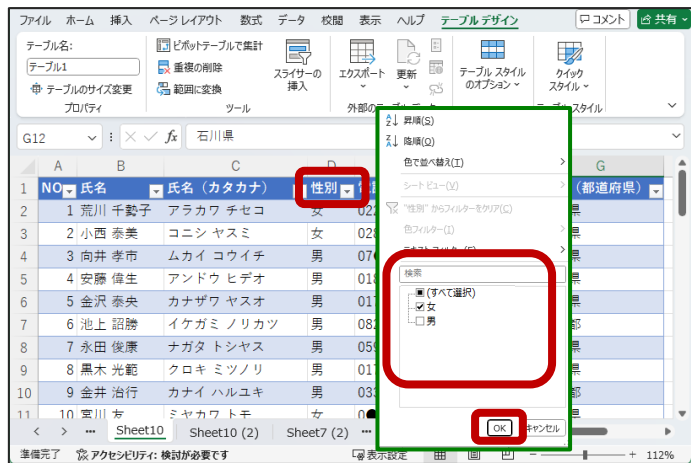 ファイル ホーム 挿入 ページ レイアウト 数式 データ 校閲 表示 ヘルプ テーブル デザイン コメント 共有
テーブル名:
テーブル1
テーブルのサイズ変更
プロパティ
ピボットテーブルで集計
重複の削除
範囲に変換
スライサーの
挿入
ツール
エクスポート
更新
テーブル スタイル
のオプション
クイック
スタイル
G12 fx 石川県
A B C D G
1 NO 氏名 氏名（カタカナ） 性別 （都道府県）
2 1 荒川 千勢子 アラカワ チセコ 女 県
3 2 小西 泰美 コニシ ヤスミ 女 県
4 3 向井 孝市 ムカイ コウイチ 男 県
5 4 安藤 偉生 アンドウ ヒデオ 男 県
6 5 金沢 泰央 カナザワ ヤスオ 男 県
7 6 池上 詔勝 イケガミ ノリカツ 男 都
8 7 永田 俊康 ナガタ トシヤス 男 県
9 8 黒木 光範 クロキ ミツノリ 男 県
10 9 金井 治行 カナイ ハルユキ 男 都
11 10 宮川 友 ミヤカワ トモ 女 県
昇順(S)
降順(O)
色で並べ替え(T)
シート ビュー(V)
"性別" からフィルターをクリア(C)
色フィルター(I)
テキスト フィルター(F)
検索
(すべて選択)
女
男
OK キャンセル
Sheet10 Sheet10 (2) Sheet7 (2)
準備完了 アクセシビリティ: 検討が必要です 表示設定 112%